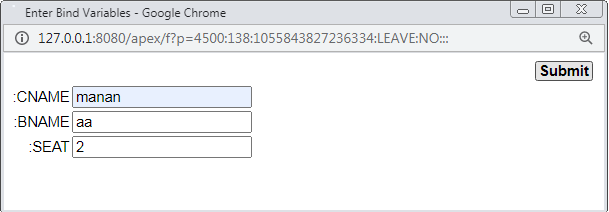 Enter Bind Variables - Google Chrome
127.0.0.1:8080/apex/f?p=4500:138:1055843827236334:LEAVE:NO:::
Submit
:CNAME manan
:BNAME aa
:SEAT 2